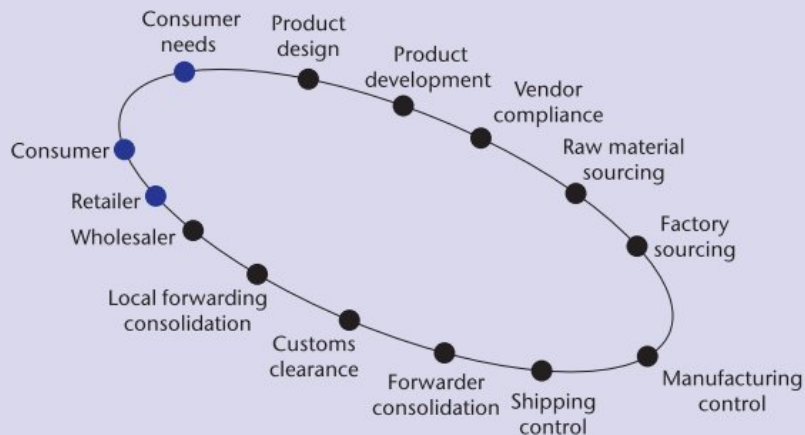 Consumer
needs
Product
design
Product
development
Vendor
compliance
Raw material
sourcing
Factory
sourcing
Manufacturing
control
Shipping
control
Forwarder
consolidation
Customs
clearance
Local forwarding
consolidation
Wholesaler
Retailer
Consumer